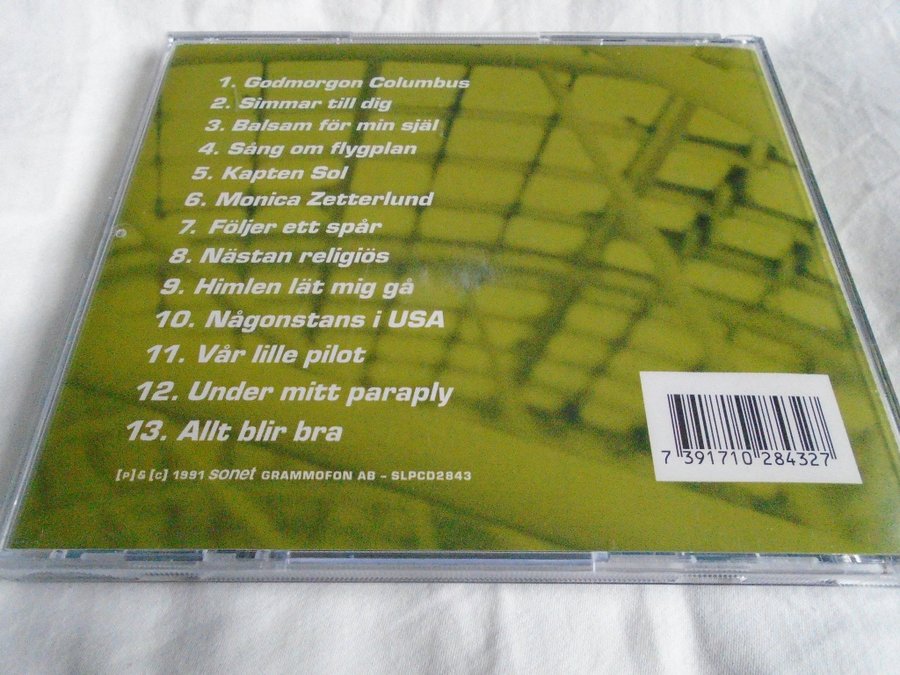 1. Godmorgon Columbus
2. Simmar till dig
3. Balsam för min själ
4. Sång om flygplan
5. Kapten Sol
6. Monica Zetterlund
7. Följer ett spår
8. Nästan religiös
9. Himlen låt mig gå
10. Någonstans i USA
11. Vår lille pilot
12. Under mitt paraply
13. Allt blir bra
[p] & [c] 1991 sonet GRAMMOFON AB – SLPCD2843
7 391710 284327